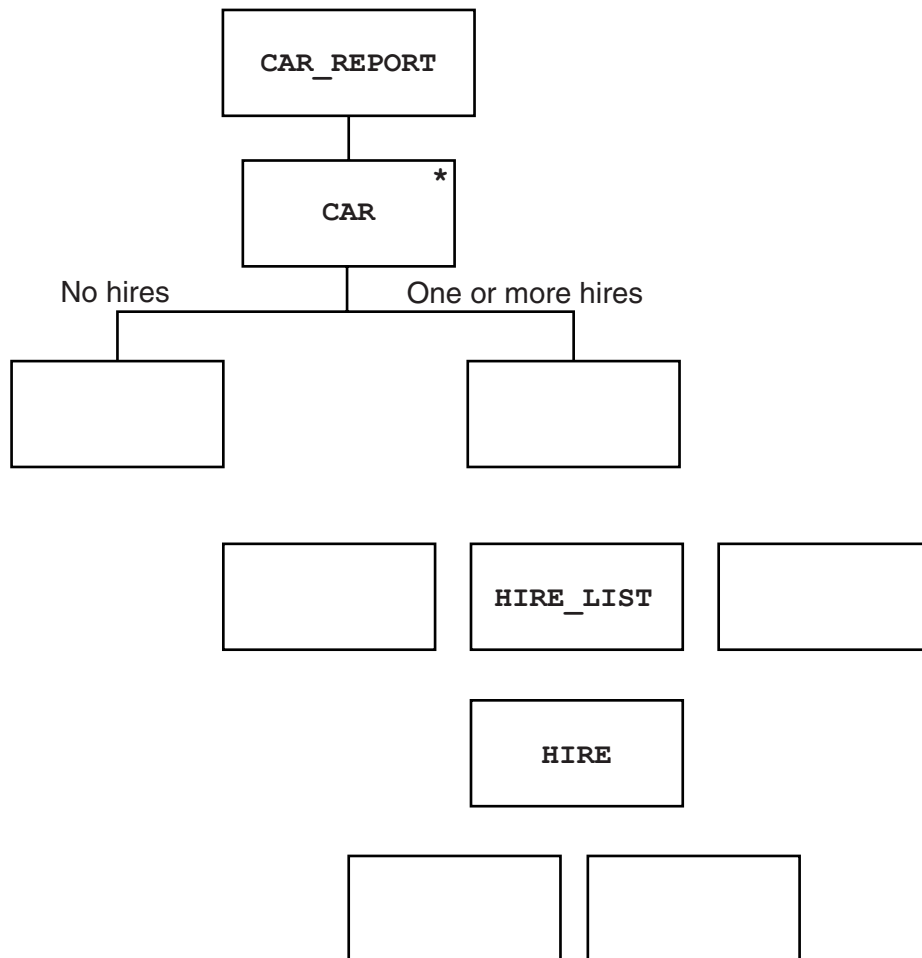 CAR_REPORT
*
CAR
No hires
One or more hires
HIRE_LIST
HIRE